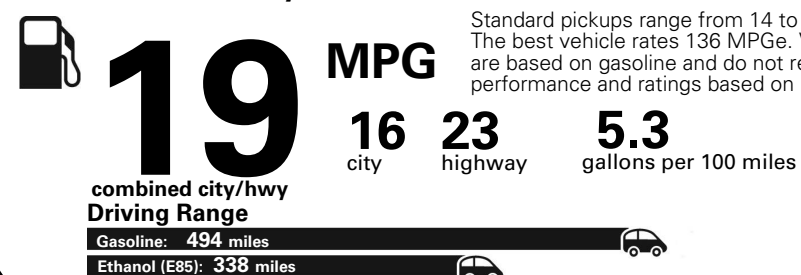 Standard pickups range from 14 to
The best vehicle rates 136 MPGe.
are based on gasoline and do not
performance and ratings based on
19
MPG
16
city
23
highway
5.3
gallons per 100 miles
combined city/hwy
Driving Range
Gasoline: 494 miles
Ethanol (E85): 338 miles